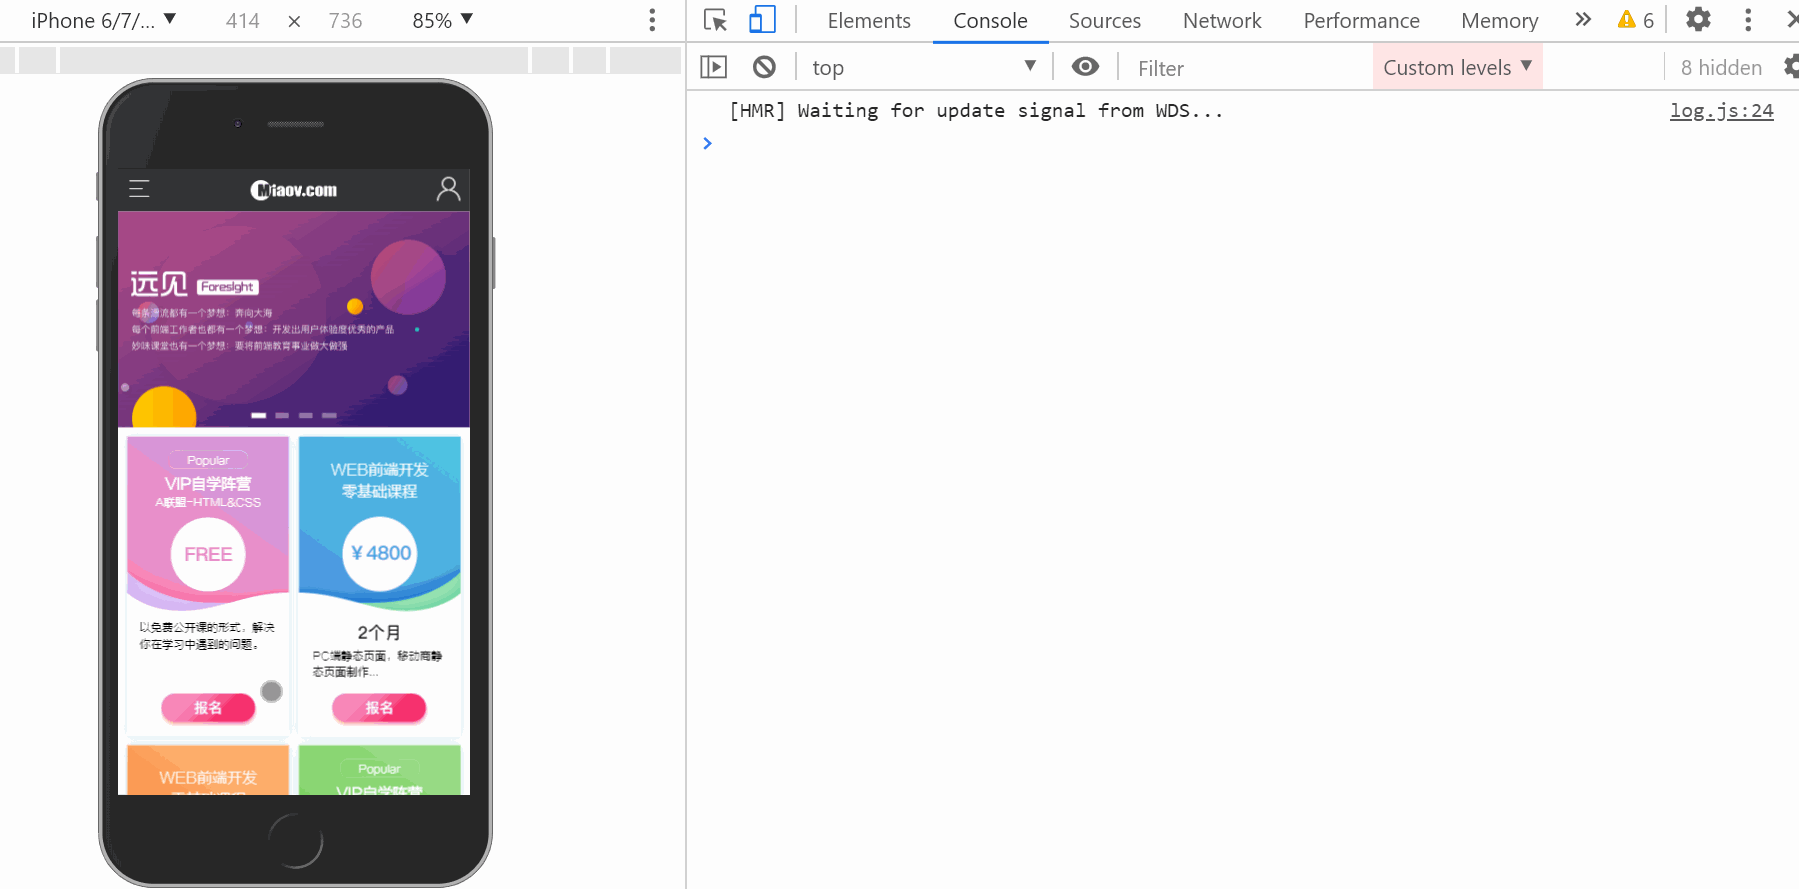 iPhone 6/7/... ▼ 414 × 736 85% ▼
Elements Console Sources Network Performance Memory » 6
top ▼ Filter Custom levels ▼ 8 hidden
[HMR] Waiting for update signal from WDS... log.js:24
Miaov.com
远见 Foresight
每条溪流都有一个梦想：奔向大海
每个前端工作者也都有一个梦想：开发出用户体验度优秀的产品
妙味课堂也有一个梦想：要将前端教育事业做大做强
Popular
VIP自学阵营
A联盟-HTML&CSS
FREE
以免费公开课的形式，解决
你在学习中遇到的问题。
报名
WEB前端开发
零基础课程
¥4800
2个月
PC端静态页面，移动商静
态页面制作...
报名
WEB前端开发
零基础课程
Popular
VIP自学阵营